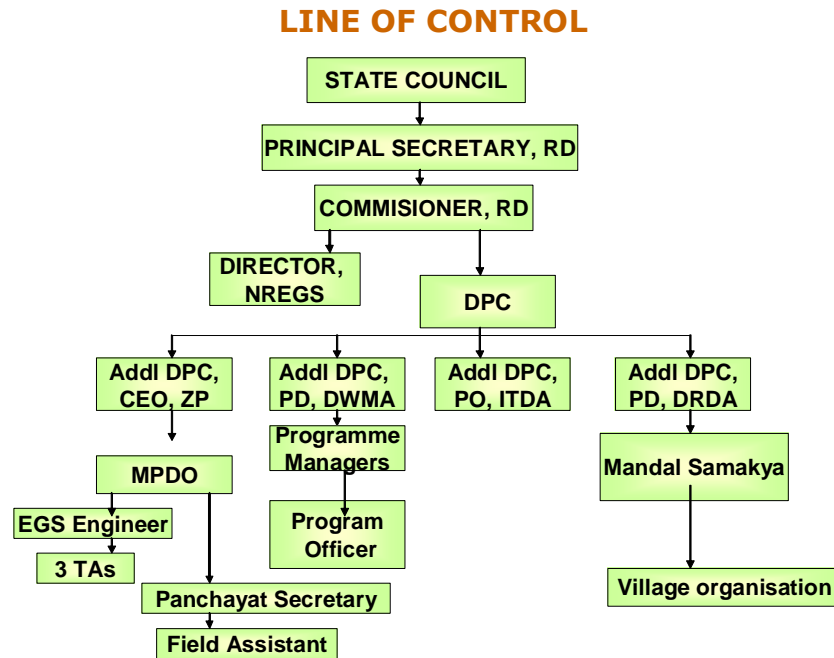 LINE OF CONTROL
STATE COUNCIL
PRINCIPAL SECRETARY, RD
COMMISIONER, RD
DIRECTOR,
NREGS
DPC
Addl DPC,
CEO, ZP
Addl DPC,
PD, DWMA
Addl DPC,
PO, ITDA
Addl DPC,
PD, DRDA
Programme
Managers
Mandal Samakya
MPDO
EGS Engineer
Program
Officer
3 TAs
Village organisation
Panchayat Secretary
Field Assistant